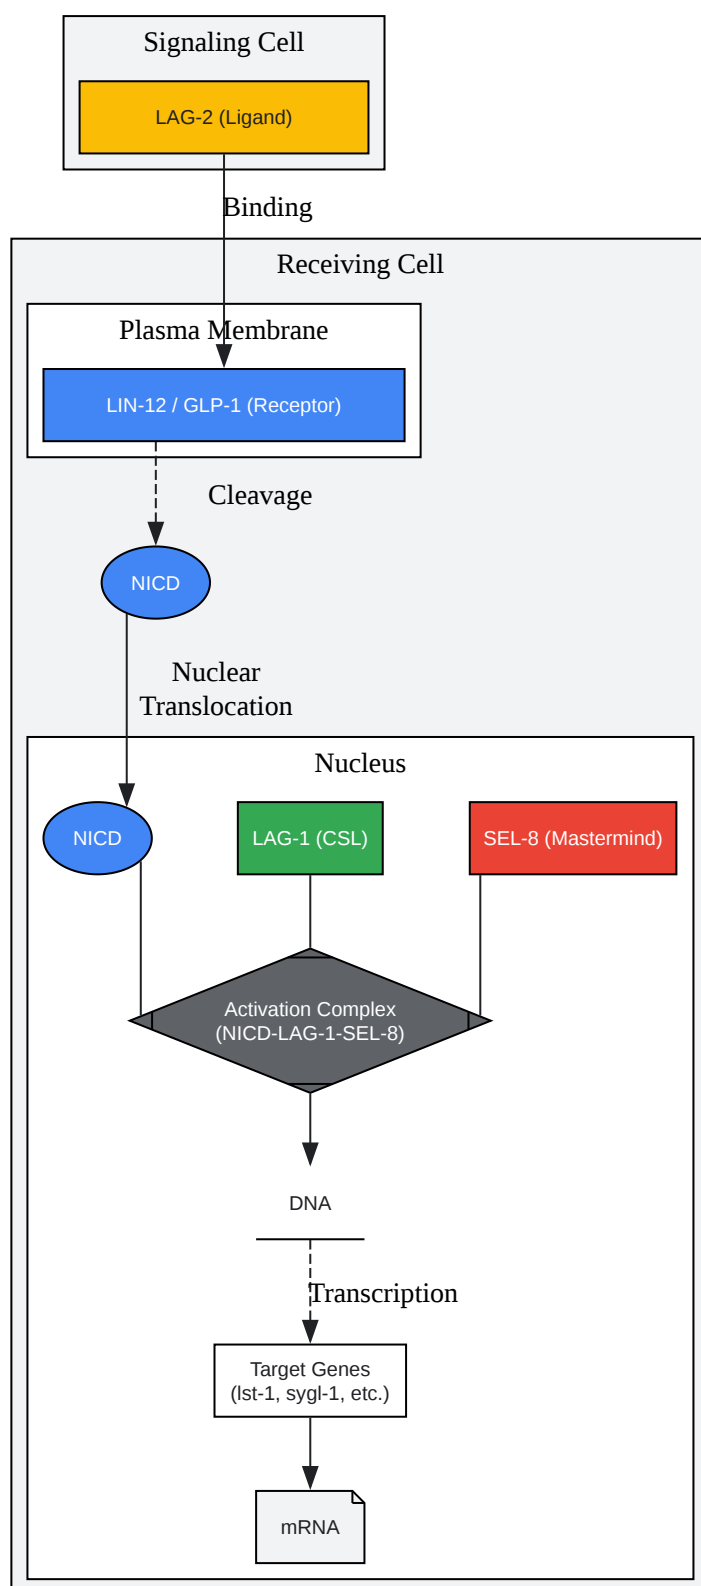 Signaling Cell
LAG-2 (Ligand)
Binding
Receiving Cell
Plasma Membrane
LIN-12 / GLP-1 (Receptor)
Cleavage
NICD
Nuclear
Translocation
Nucleus
NICD
LAG-1 (CSL)
SEL-8 (Mastermind)
Activation Complex
(NICD-LAG-1-SEL-8)
DNA
Transcription
Target Genes
(lst-1, sygl-1, etc.)
mRNA